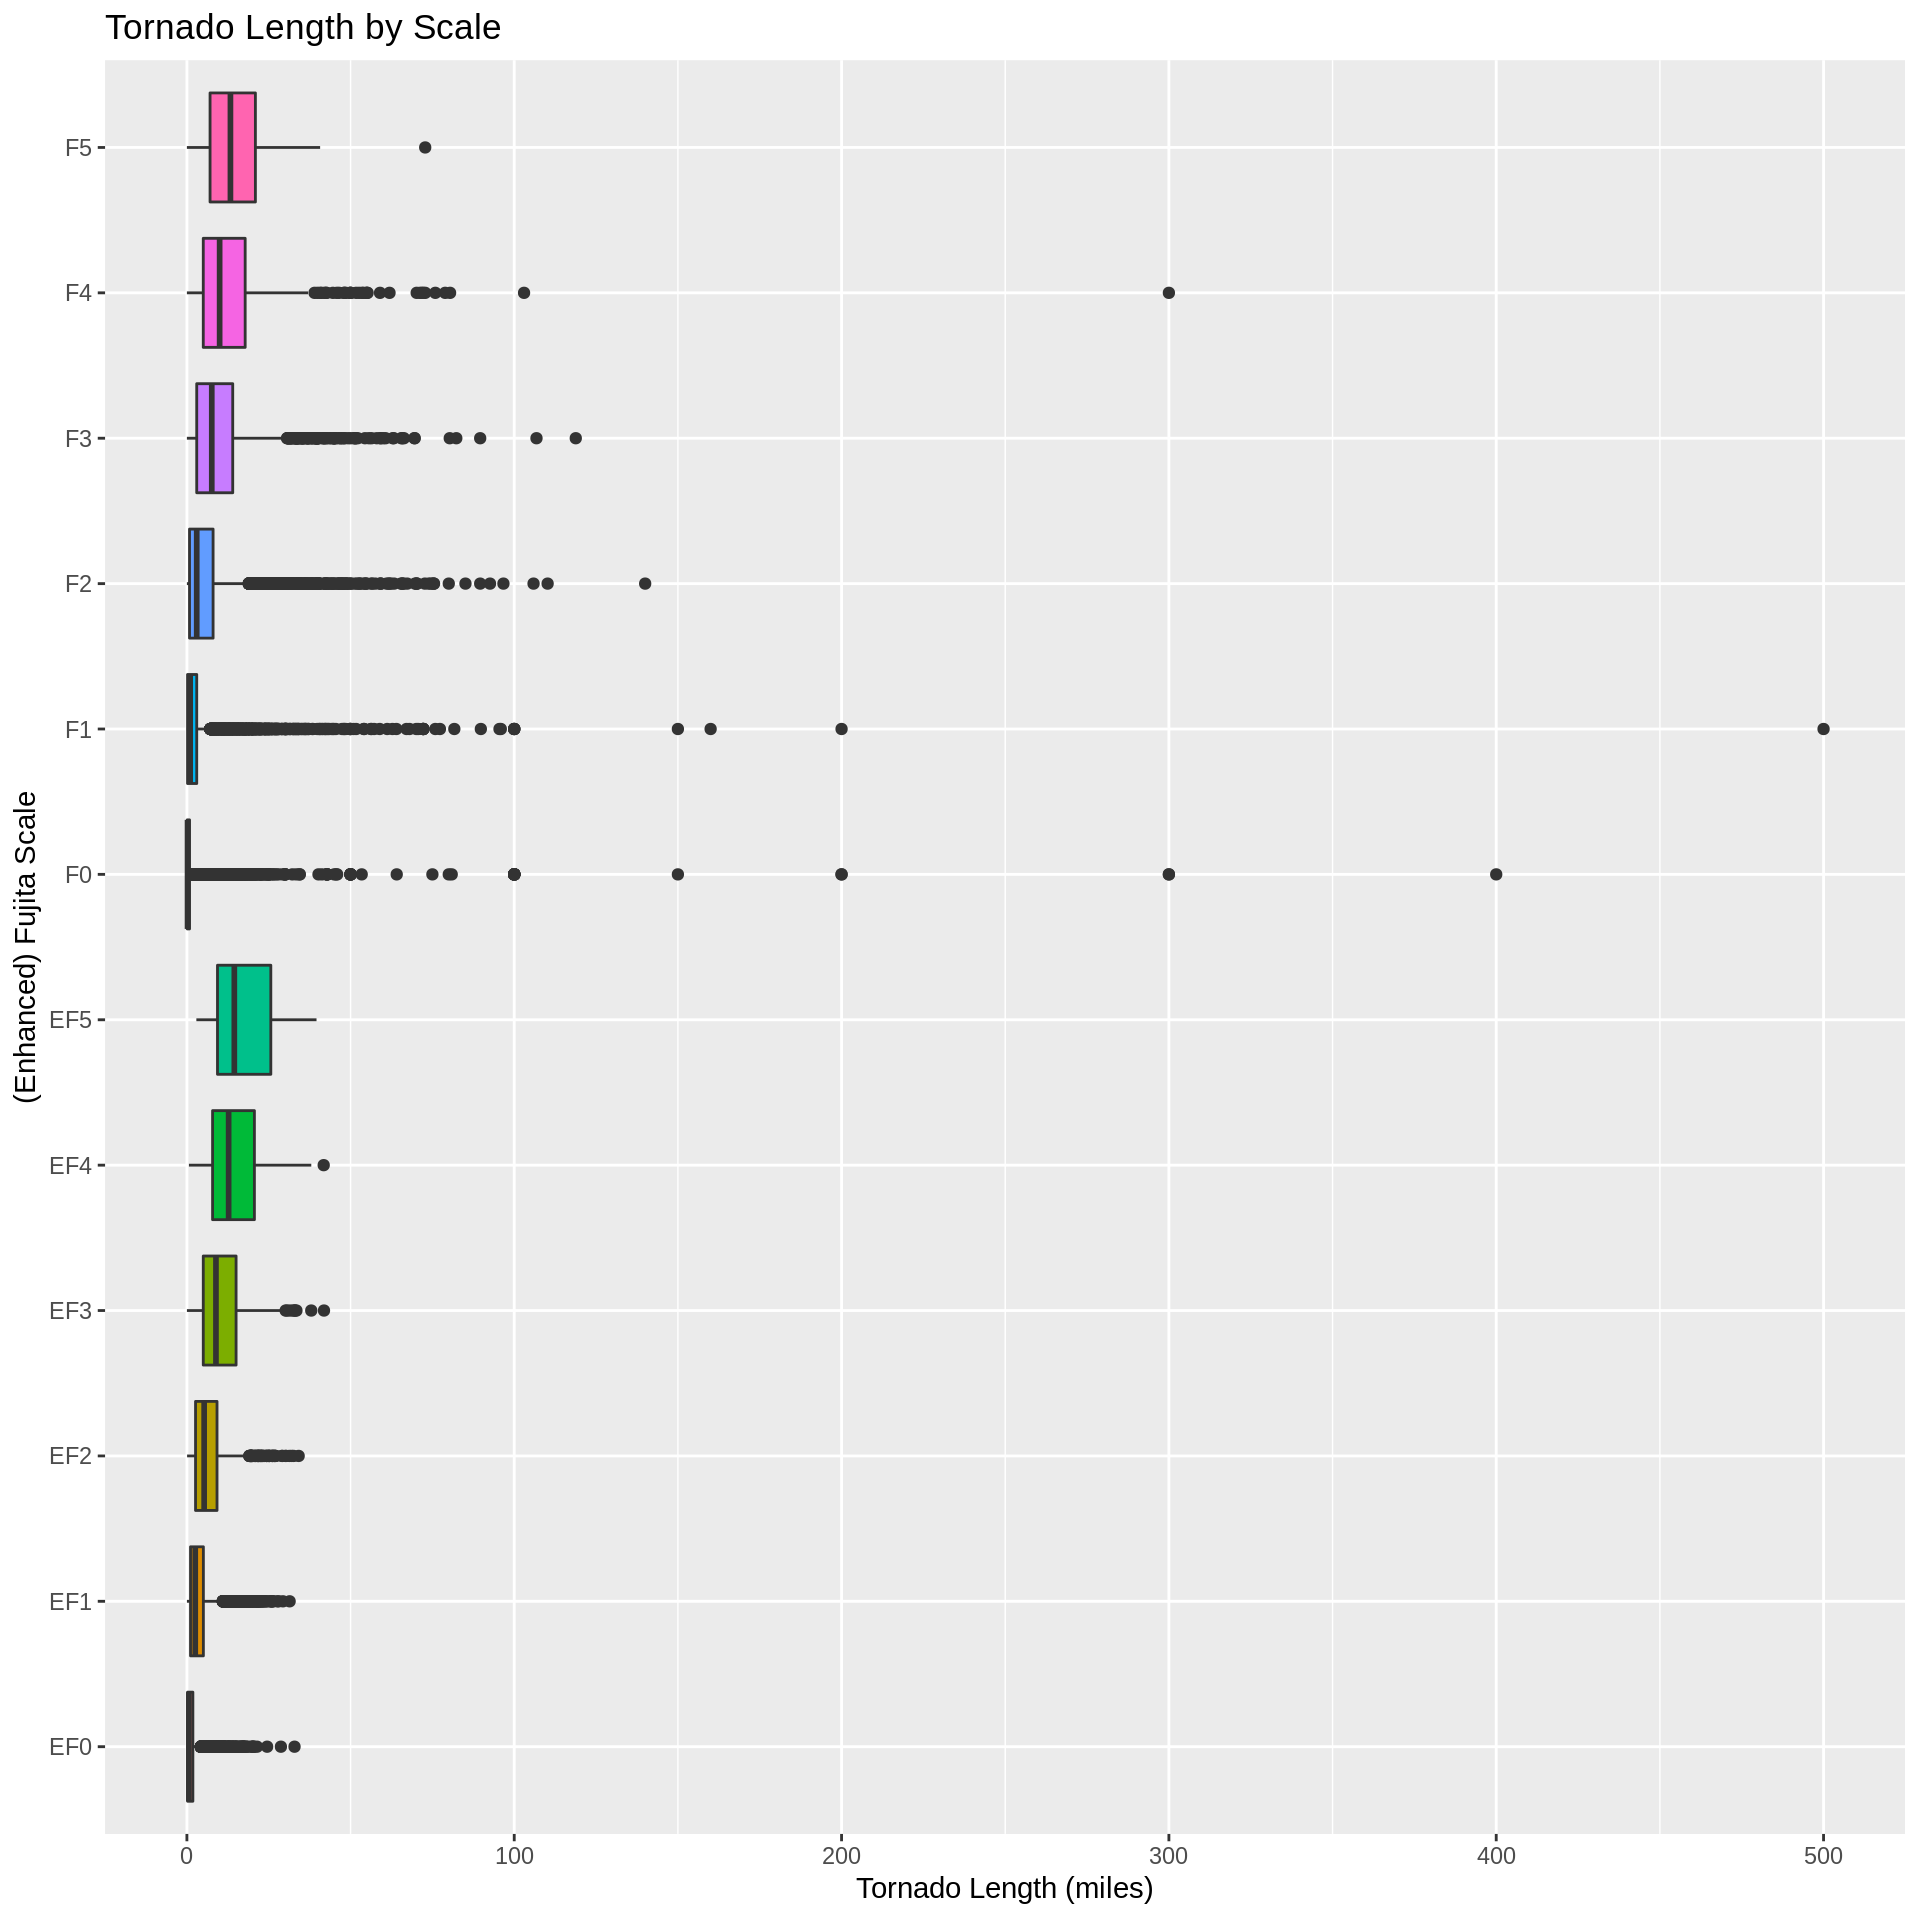 Tornado Length by Scale
(Enhanced) Fujita Scale
F5
F4
F3
F2
F1
F0
EF5
EF4
EF3
EF2
EF1
EF0
0 100 200 300 400 500
Tornado Length (miles)